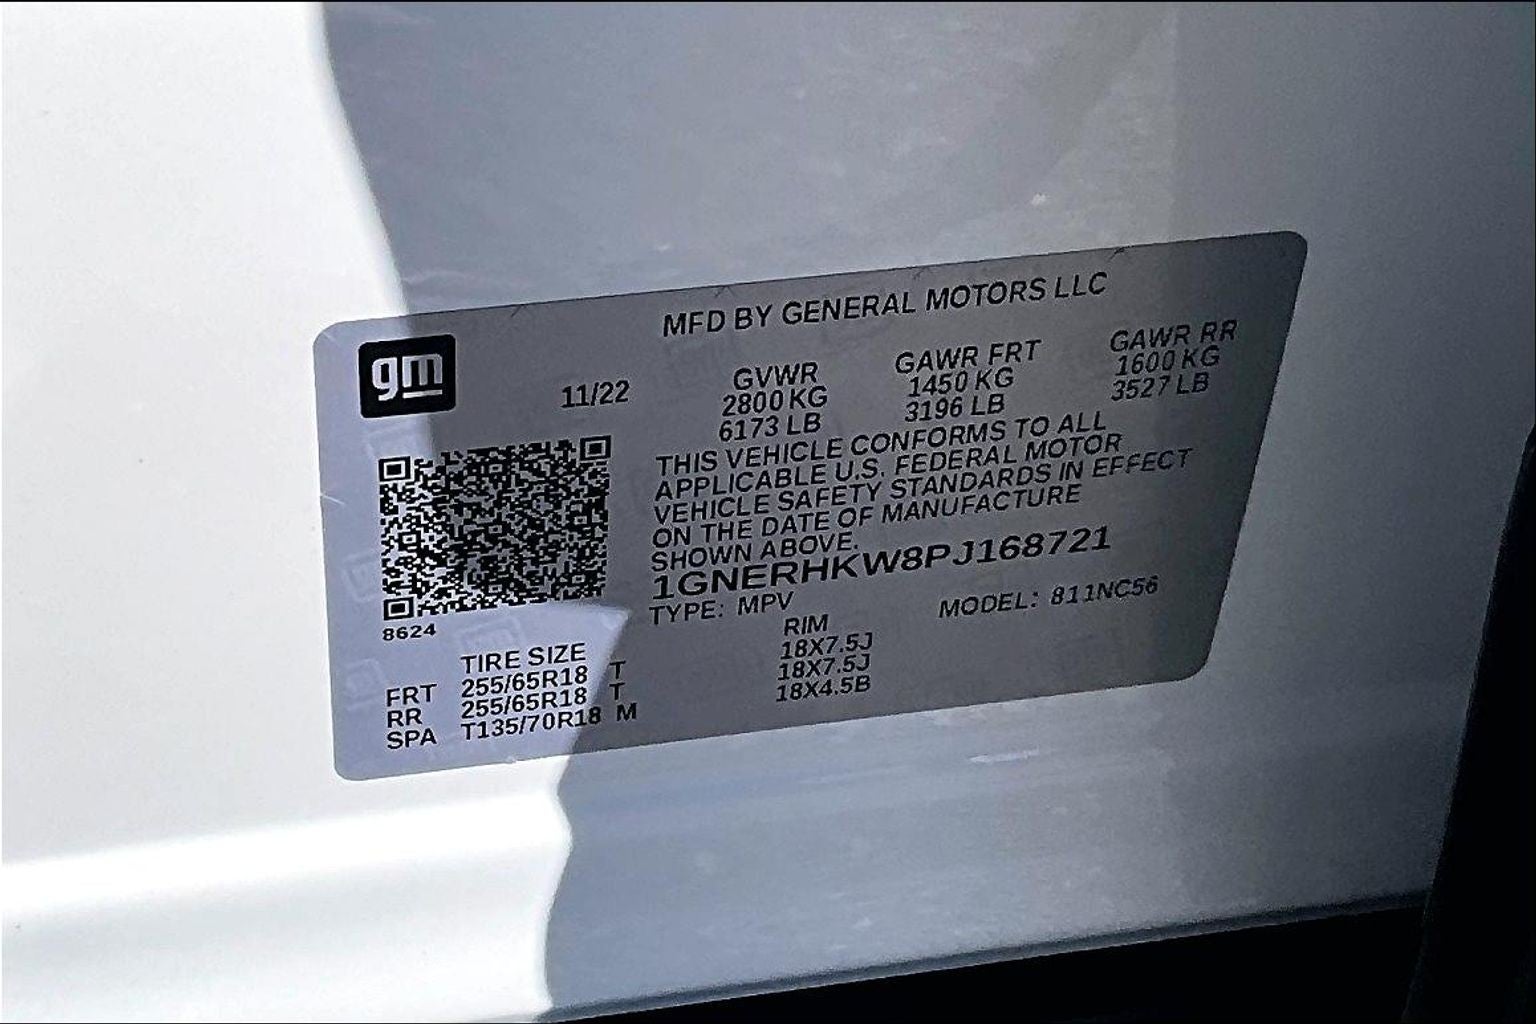 MFD BY GENERAL MOTORS LLC
gm
11/22
GVWR GAWR FRT GAWR RR
2800 KG 1450 KG 1600 KG
6173 LB 3196 LB 3527 LB
THIS VEHICLE CONFORMS TO ALL
APPLICABLE U.S. FEDERAL MOTOR
VEHICLE SAFETY STANDARDS IN EFFECT
ON THE DATE OF MANUFACTURE
SHOWN ABOVE.
1GNERHKW8PJ168721
TYPE: MPV MODEL: 811NC56
8624
TIRE SIZE RIM
FRT 255/65R18 T 18X7.5J
RR 255/65R18 T 18X7.5J
SPA T135/70R18 M 18X4.5B